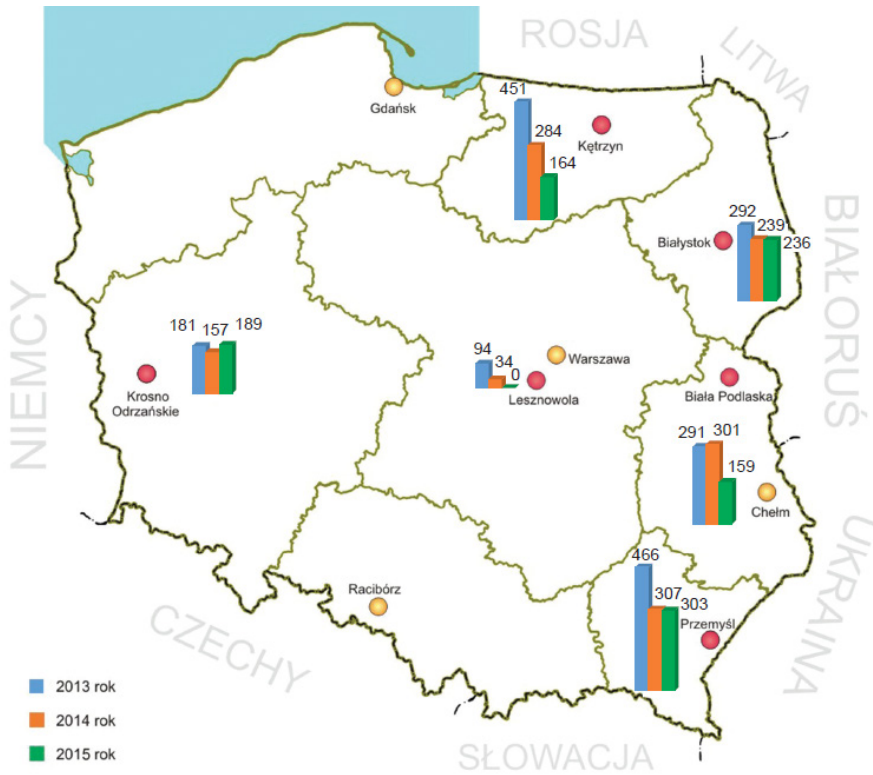 ROSJA
LITWA
Gdańsk
451
284
164
Kętrzyn
292
239
236
Białystok
BIAŁORUŚ
NIEMCY
181
157
189
Krosno
Odrzańskie
94
34
0
Warszawa
Lesznowola
Biała Podlaska
291
301
159
Chełm
UKRAINA
466
307
303
Przemyśl
Racibórz
CZECHY
SŁOWACJA
2013 rok
2014 rok
2015 rok